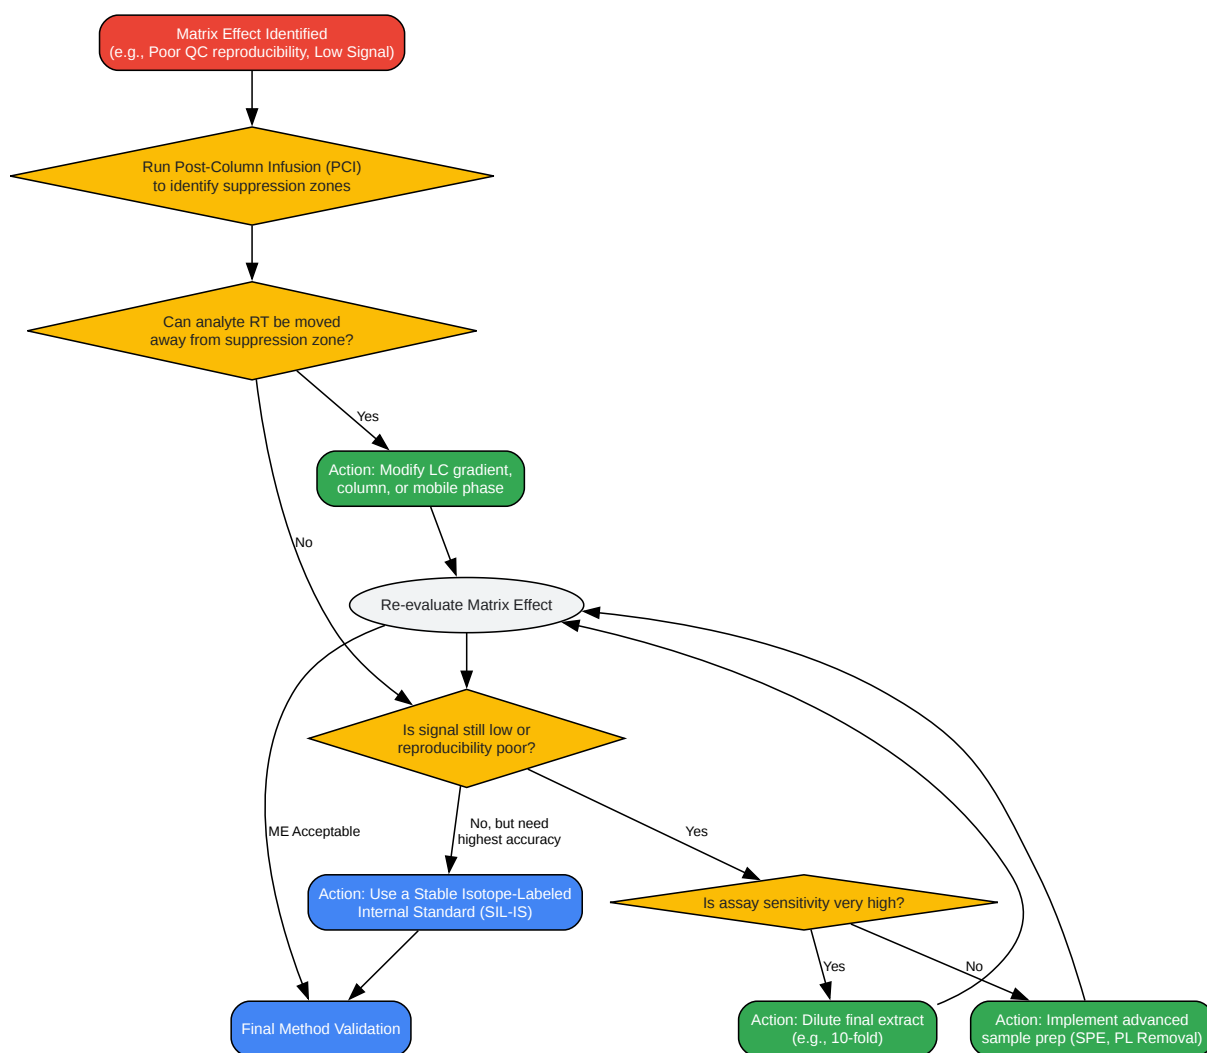 Matrix Effect Identified
(e.g., Poor QC reproducibility, Low Signal)
Run Post-Column Infusion (PCI)
to identify suppression zones
Can analyte RT be moved
away from suppression zone?
Yes
Action: Modify LC gradient,
column, or mobile phase
No
Re-evaluate Matrix Effect
Is signal still low or
reproducibility poor?
ME Acceptable
No, but need
highest accuracy
Yes
Action: Use a Stable Isotope-Labeled
Internal Standard (SIL-IS)
Is assay sensitivity very high?
Yes
No
Final Method Validation
Action: Dilute final extract
(e.g., 10-fold)
Action: Implement advanced
sample prep (SPE, PL Removal)